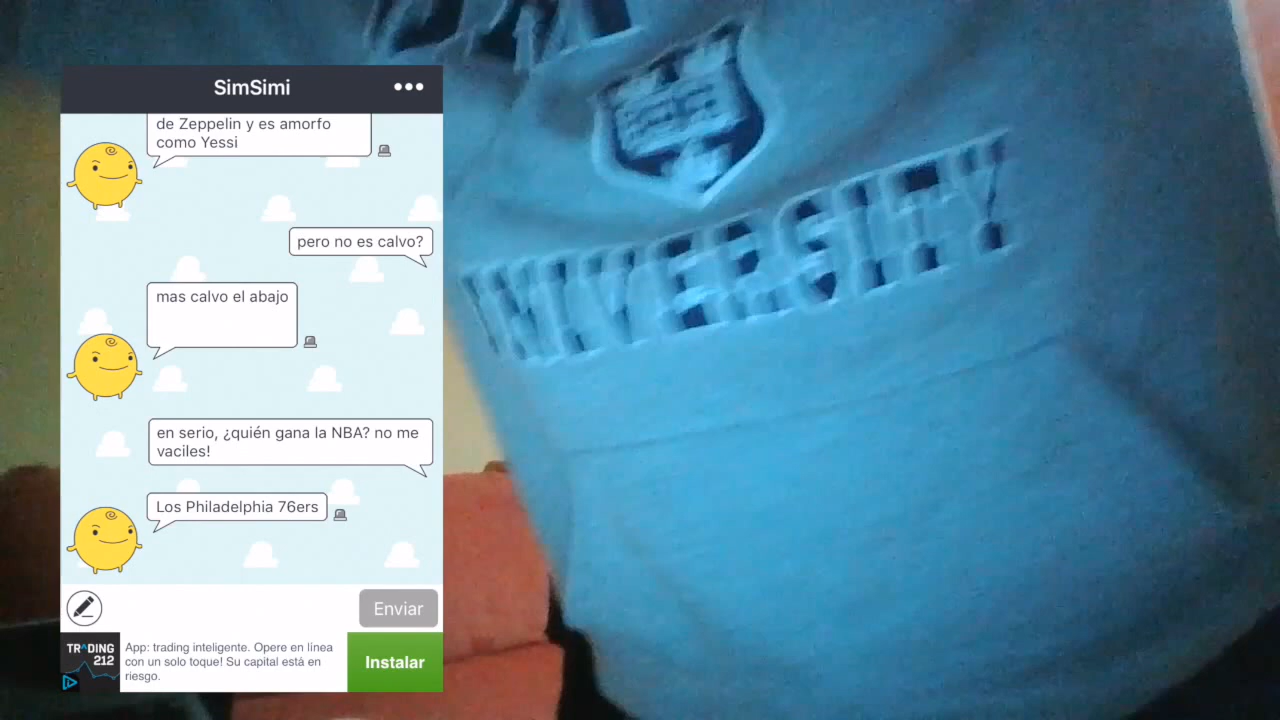 SimSimi
de Zeppelin y es amorfo
como Yessi
pero no es calvo?
mas calvo el abajo
en serio, ¿quién gana la NBA? no me
vaciles!
Los Philadelphia 76ers
Enviar
TRADING
212
App: trading inteligente. Opere en línea
con un solo toque! Su capital está en
riesgo.
Instalar
UNIVERSITY